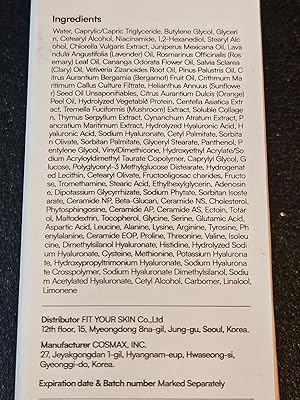 Ingredients
Water, Caprylic/Capric Triglyceride, Butylene Glycol, Glyceri
n, Cetearyl Alcohol, Niacinamide, 1,2-Hexanediol, Stearyl Al
cohol, Chlorella Vulgaris Extract, Juniperus Mexicana Oil, Lava
ndula Angustifolia (Lavender) Oil, Rosmarinus Officinalis (Ros
emary) Leaf Oil, Cananga Odorata Flower Oil, Salvia Sclarea
(Clary) Oil, Vetiveria Zizanoides Root Oil, Pinus Palustris Oil, C
itrus Aurantium Bergamia (Bergamot) Fruit Oil, Crithmum Ma
ritimum Callus Culture Filtrate, Helianthus Annuus (Sunflowe
r) Seed Oil Unsaponifiables, Citrus Aurantium Dulcis (Orange)
Peel Oil, Hydrolyzed Vegetable Protein, Centella Asiatica Extr
act, Tremella Fuciformis (Mushroom) Extract, Soluble Collage
n, Thymus Serpyllum Extract, Cynanchum Atratum Extract, P
ancratium Maritimum Extract, Hydrolyzed Hyaluronic Acid, H
yaluronic Acid, Sodium Hyaluronate, Cetyl Palmitate, Sorbita
n Olivate, Sorbitan Palmitate, Glyceryl Stearate, Panthenol, P
entylene Glycol, VinylDimethicone, Hydroxyethyl Acrylate/So
dium Acryloyldimethyl Taurate Copolymer, Caprylyl Glycol, G
lucose, Polyglyceryl-3 Methylglucose Distearate, Hydrogenat
ed Lecithin, Cetearyl Olivate, Fructooligosaccharides, Fructo
se, Tromethamine, Stearic Acid, Ethylhexylglycerin, Adenosin
e, Dipotassium Glycyrrhizate, Sodium Phytate, Sorbitan Isoste
arate, Ceramide NP, Beta-Glucan, Ceramide NS, Cholesterol,
Phytosphingosine, Ceramide AP, Ceramide AS, Ectoin, Totar
ol, Maltodextrin, Tocopherol, Glycine, Serine, Glutamic Acid,
Aspartic Acid, Leucine, Alanine, Lysine, Arginine, Tyrosine, Ph
enylalanine, Ceramide EOP, Proline, Threonine, Valine, Isoleu
cine, Dimethylsilanol Hyaluronate, Histidine, Hydrolyzed Sodi
um Hyaluronate, Cysteine, Methionine, Potassium Hyalurona
te, Hydroxypropyltrimonium Hyaluronate, Sodium Hyaluronat
e Crosspolymer, Sodium Hyaluronate Dimethylsilanol, Sodiu
m Acetylated Hyaluronate, Cetyl Alcohol, Carbomer, Linalool,
Limonene
Distributor FIT YOUR SKIN Co.,Ltd
12th floor, 15, Myeongdong 8na-gil, Jung-gu, Seoul, Korea.
Manufacturer COSMAX, INC.
27, Jeyakgongdan 1-gil, Hyangnam-eup, Hwaseong-si,
Gyeonggi-do, Korea.
Expiration date & Batch number Marked Separately